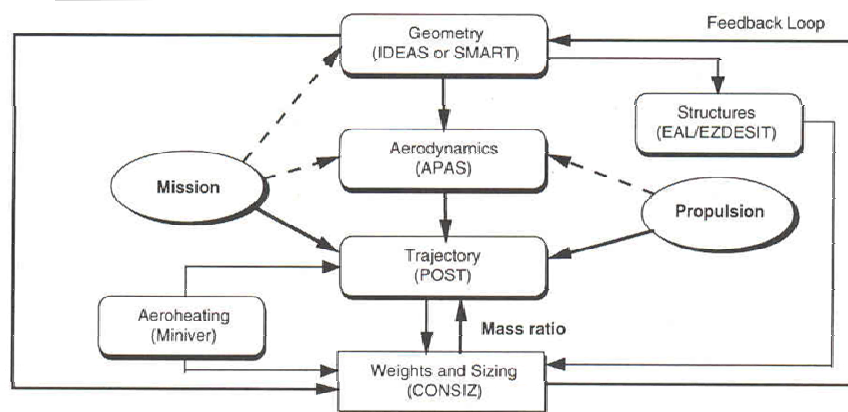 Geometry
(IDEAS or SMART)
Feedback Loop
Structures
(EAL/EZDESIT)
Aerodynamics
(APAS)
Mission
Propulsion
Trajectory
(POST)
Aeroheating
(Miniver)
Mass ratio
Weights and Sizing
(CONSIZ)